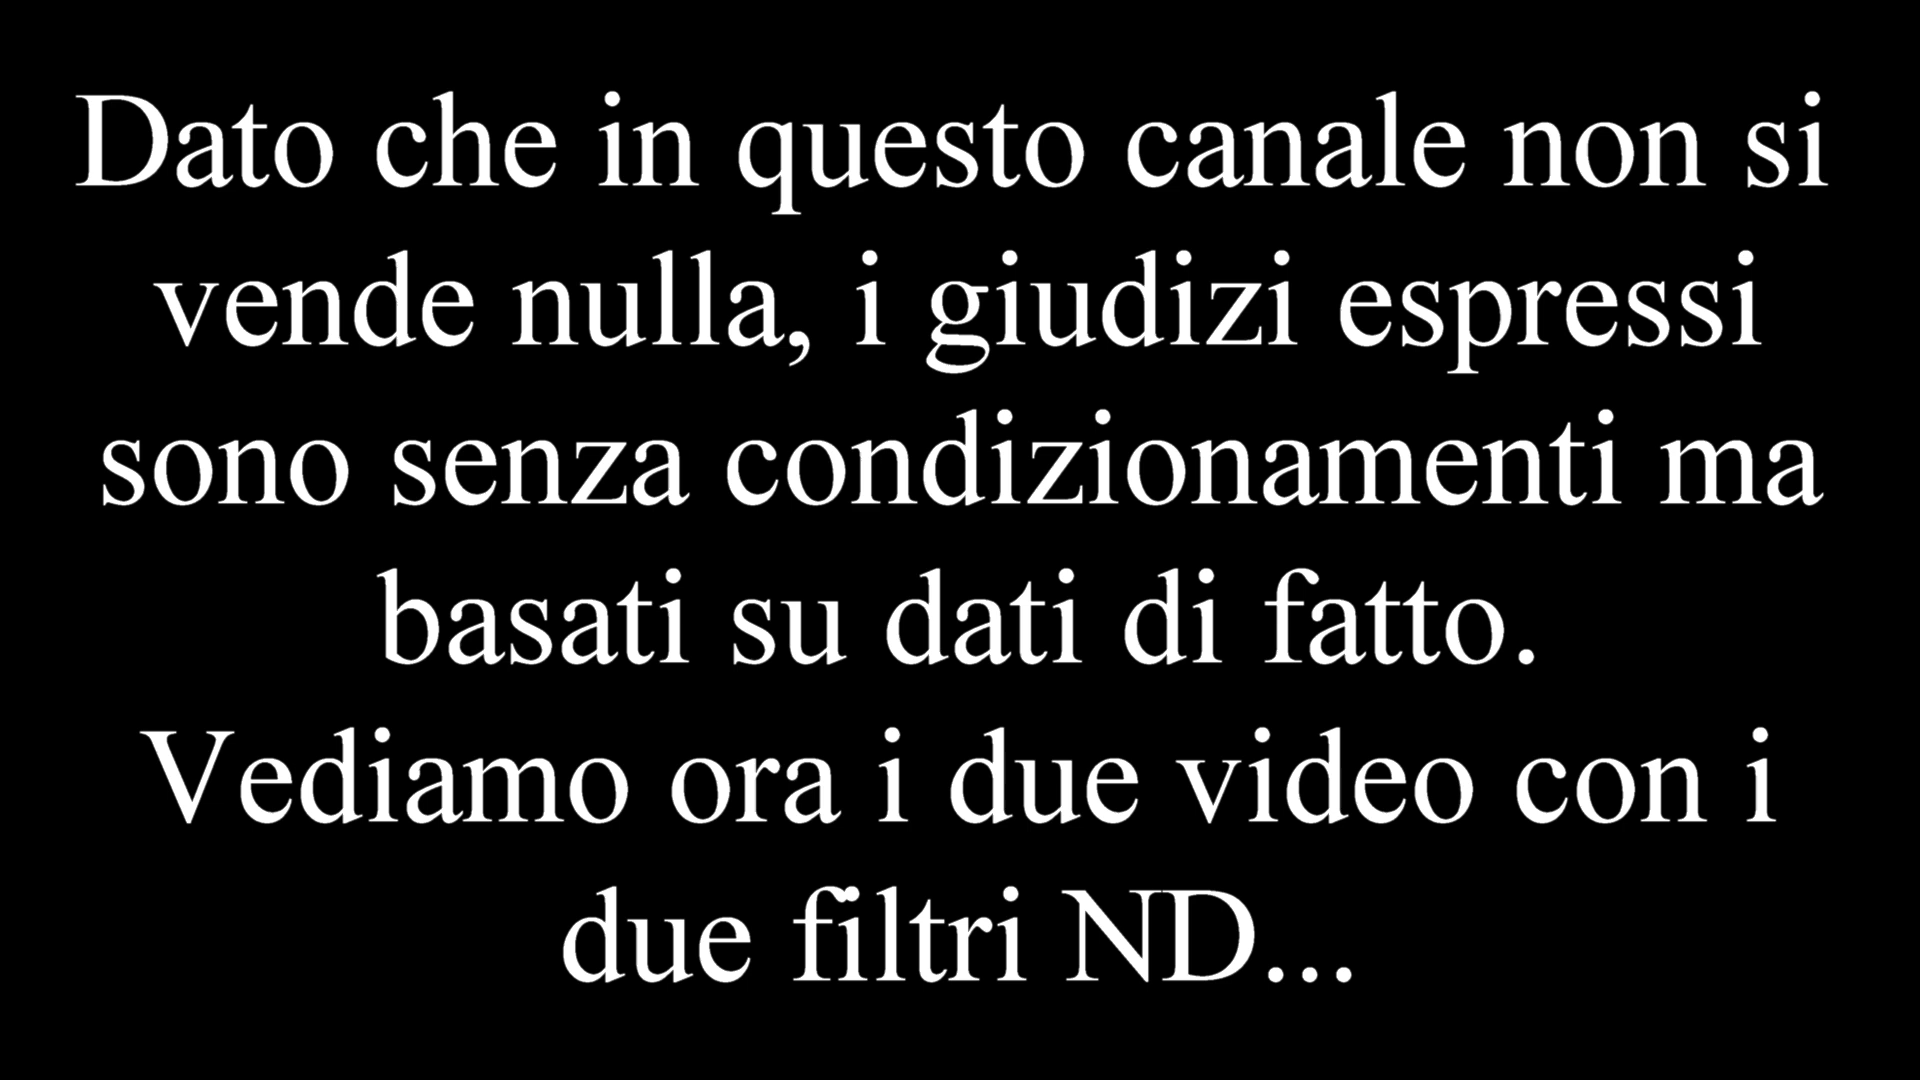 Dato che in questo canale non si
vende nulla, i giudizi espressi
sono senza condizionamenti ma
basati su dati di fatto.
Vediamo ora i due video con i
due filtri ND...